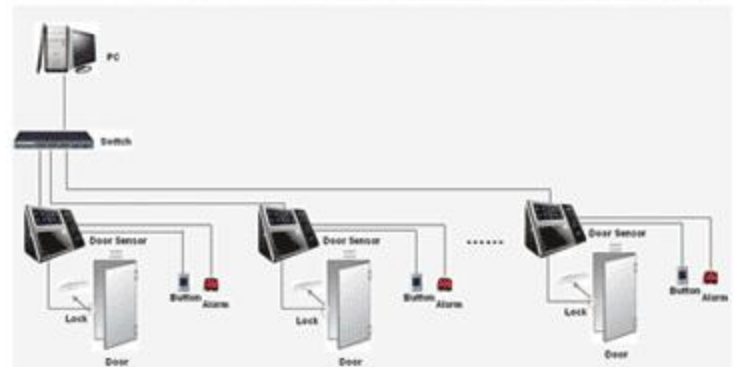 PC
Switch
Door Sensor
Button
Alarm
Lock
Door
Door Sensor
Button
Alarm
Lock
Door
......
Door Sensor
Button
Alarm
Lock
Door